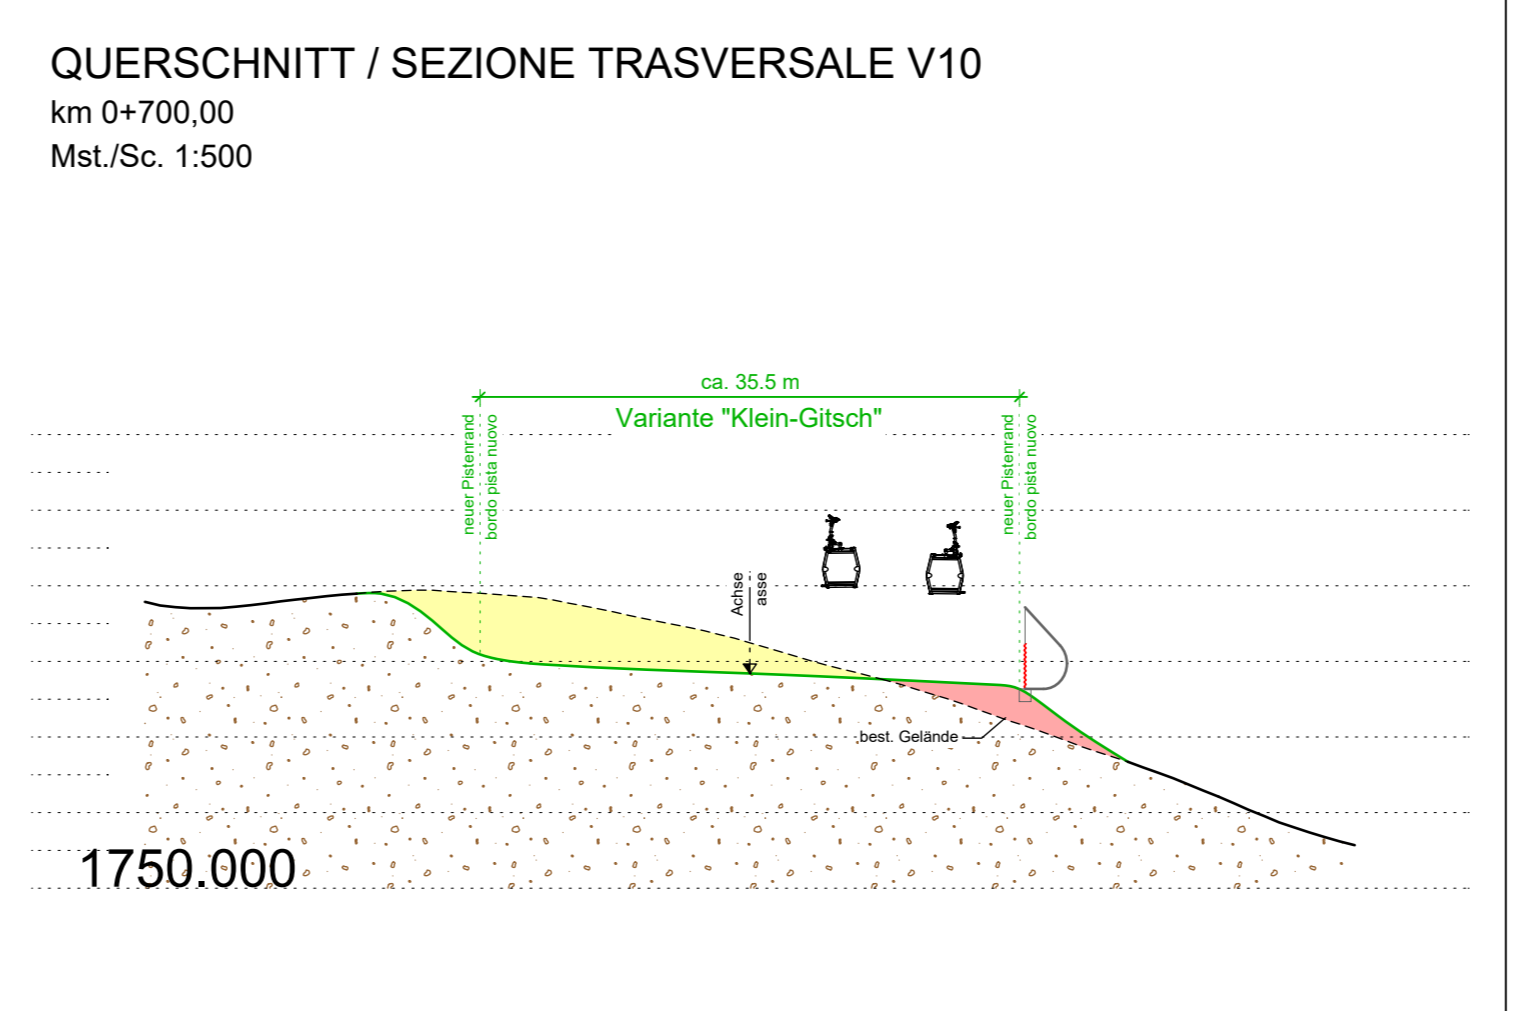 QUERSCHNITT / SEZIONE TRASVERSALE V10
km 0+700,00
Mst./Sc. 1:500
ca. 35.5 m
Variante "Klein-Gitsch"
neuer Pistenrand
bordo pista nuovo
neuer Pistenrand
bordo pista nuovo
Achse
asse
best. Gelände
1750.000